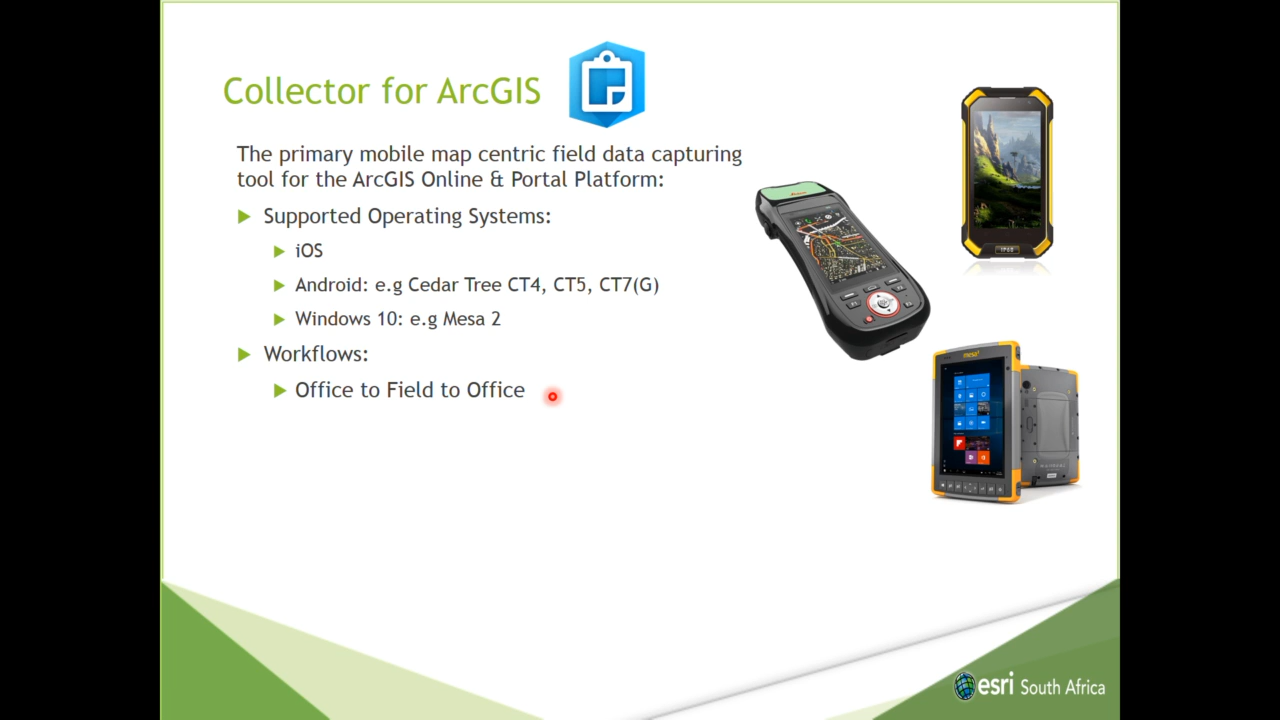 Collector for ArcGIS
The primary mobile map centric field data capturing
tool for the ArcGIS Online & Portal Platform:
Supported Operating Systems:
iOS
Android: e.g Cedar Tree CT4, CT5, CT7(G)
Windows 10: e.g Mesa 2
Workflows:
Office to Field to Office
IP68
mesa²
esri South Africa